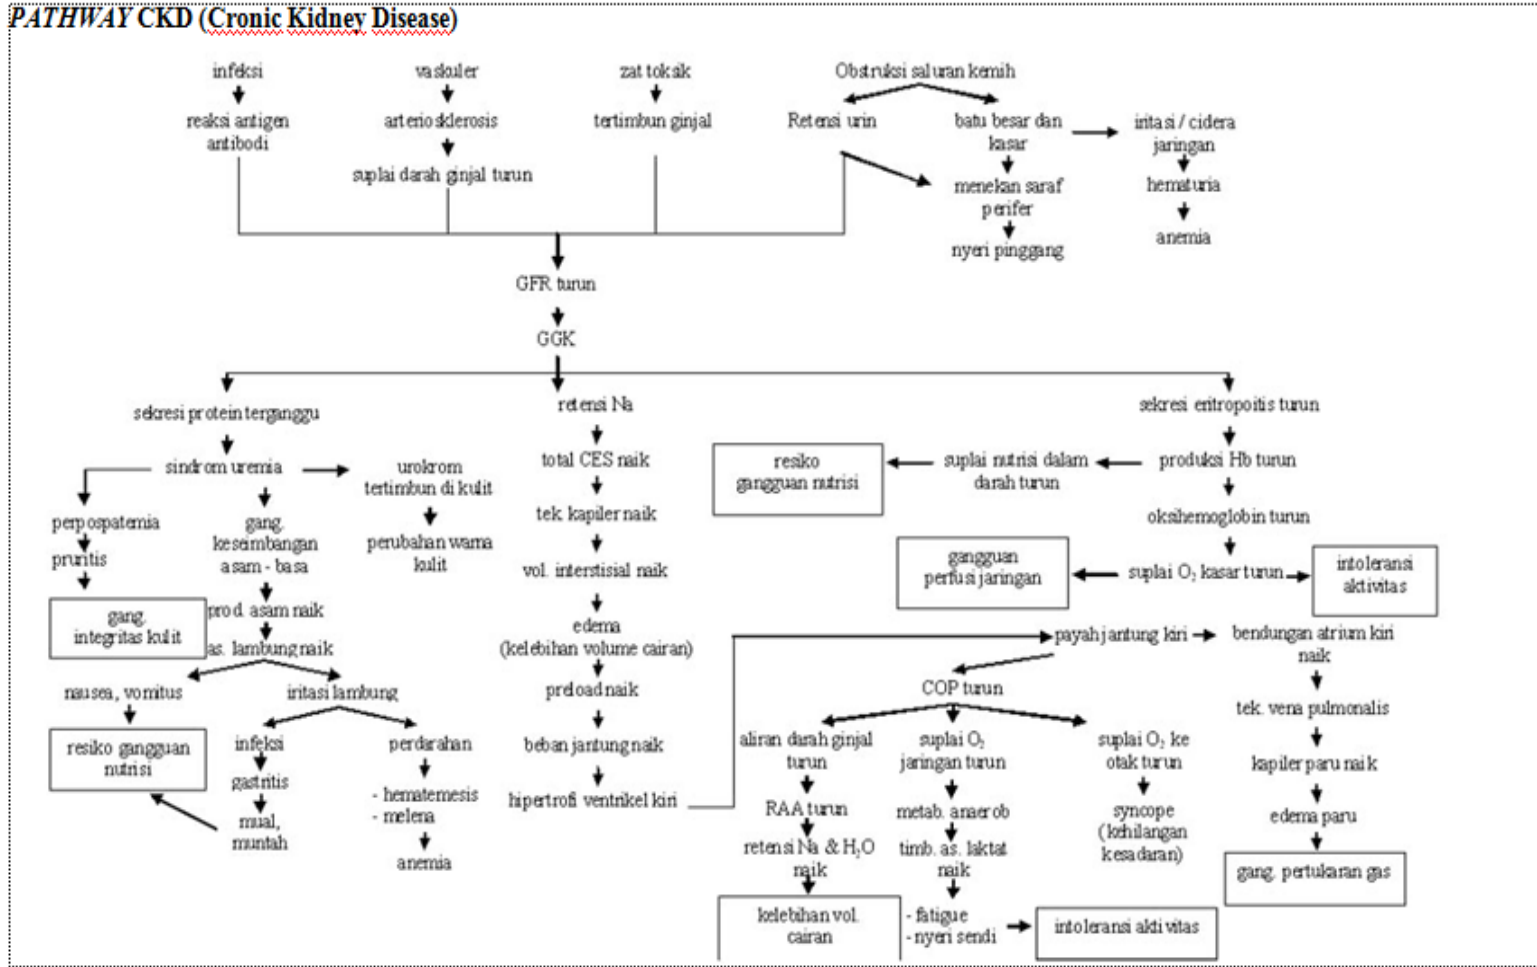 PATHWAY CKD (Cronic Kidney Disease)
infeksi
vaskuler
zat toksik
Obstruksi saluran kemih
reaksi antigen
antibodi
arteriosklerosis
tertimbun ginjal
Retensi urin
batu besar dan
kasar
iritasi / cidera
jaringan
suplai darah ginjal turun
menekan saraf
perifer
hematuria
nyeri pinggang
anemia
GFR turun
GGK
sekresi protein terganggu
retensi Na
sekresi eritropoitis turun
sindrom uremia
urokrom
tertimbun di kulit
total CES naik
resiko
gangguan nutrisi
suplai nutrisi dalam
darah turun
produksi Hb turun
perpospatemia
gang.
keseimbangan
asam - basa
perubahan warna
kulit
tek. kapiler naik
oksihemoglobin turun
pruritis
vol. interstisial naik
gangguan
perfusi jaringan
suplai O₂ kasar turun
intoleransi
aktivitas
gang.
integritas kulit
prod. asam naik
as. lambung naik
edema
(kelebihan volume cairan)
payah jantung kiri
bendungan atrium kiri
naik
nausea, vomitus
iritasi lambung
preload naik
COP turun
tek. vena pulmonalis
resiko gangguan
nutrisi
infeksi
perdarahan
beban jantung naik
aliran darah ginjal
turun
suplai O₂
jaringan turun
suplai O₂ ke
otak turun
kapiler paru naik
gastritis
- hematemesis
- melena
hipertrofi ventrikel kiri
RAA turun
metab. anaerob
syncope
(kehilangan
kesadaran)
edema paru
mual,
muntah
anemia
retensi Na & H₂O
naik
timb. as. laktat
naik
gang. pertukaran gas
kelebihan vol.
cairan
- fatigue
- nyeri sendi
intoleransi aktivitas